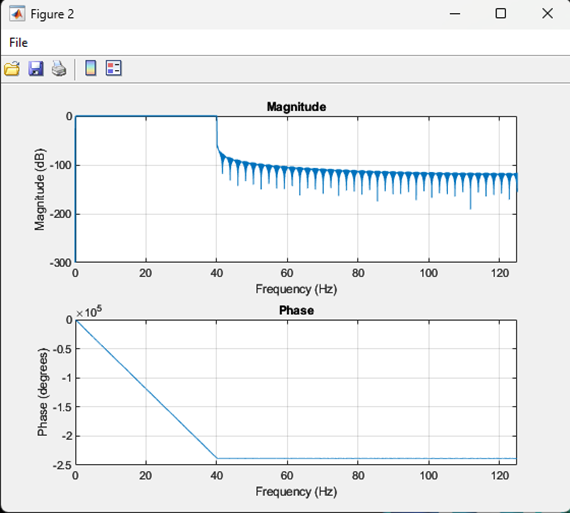 Figure 2
File
Magnitude
0
-100
-200
-300
Magnitude (dB)
0 20 40 60 80 100 120
Frequency (Hz)
×10^5
Phase
0
-0.5
-1
-1.5
-2
-2.5
Phase (degrees)
0 20 40 60 80 100 120
Frequency (Hz)